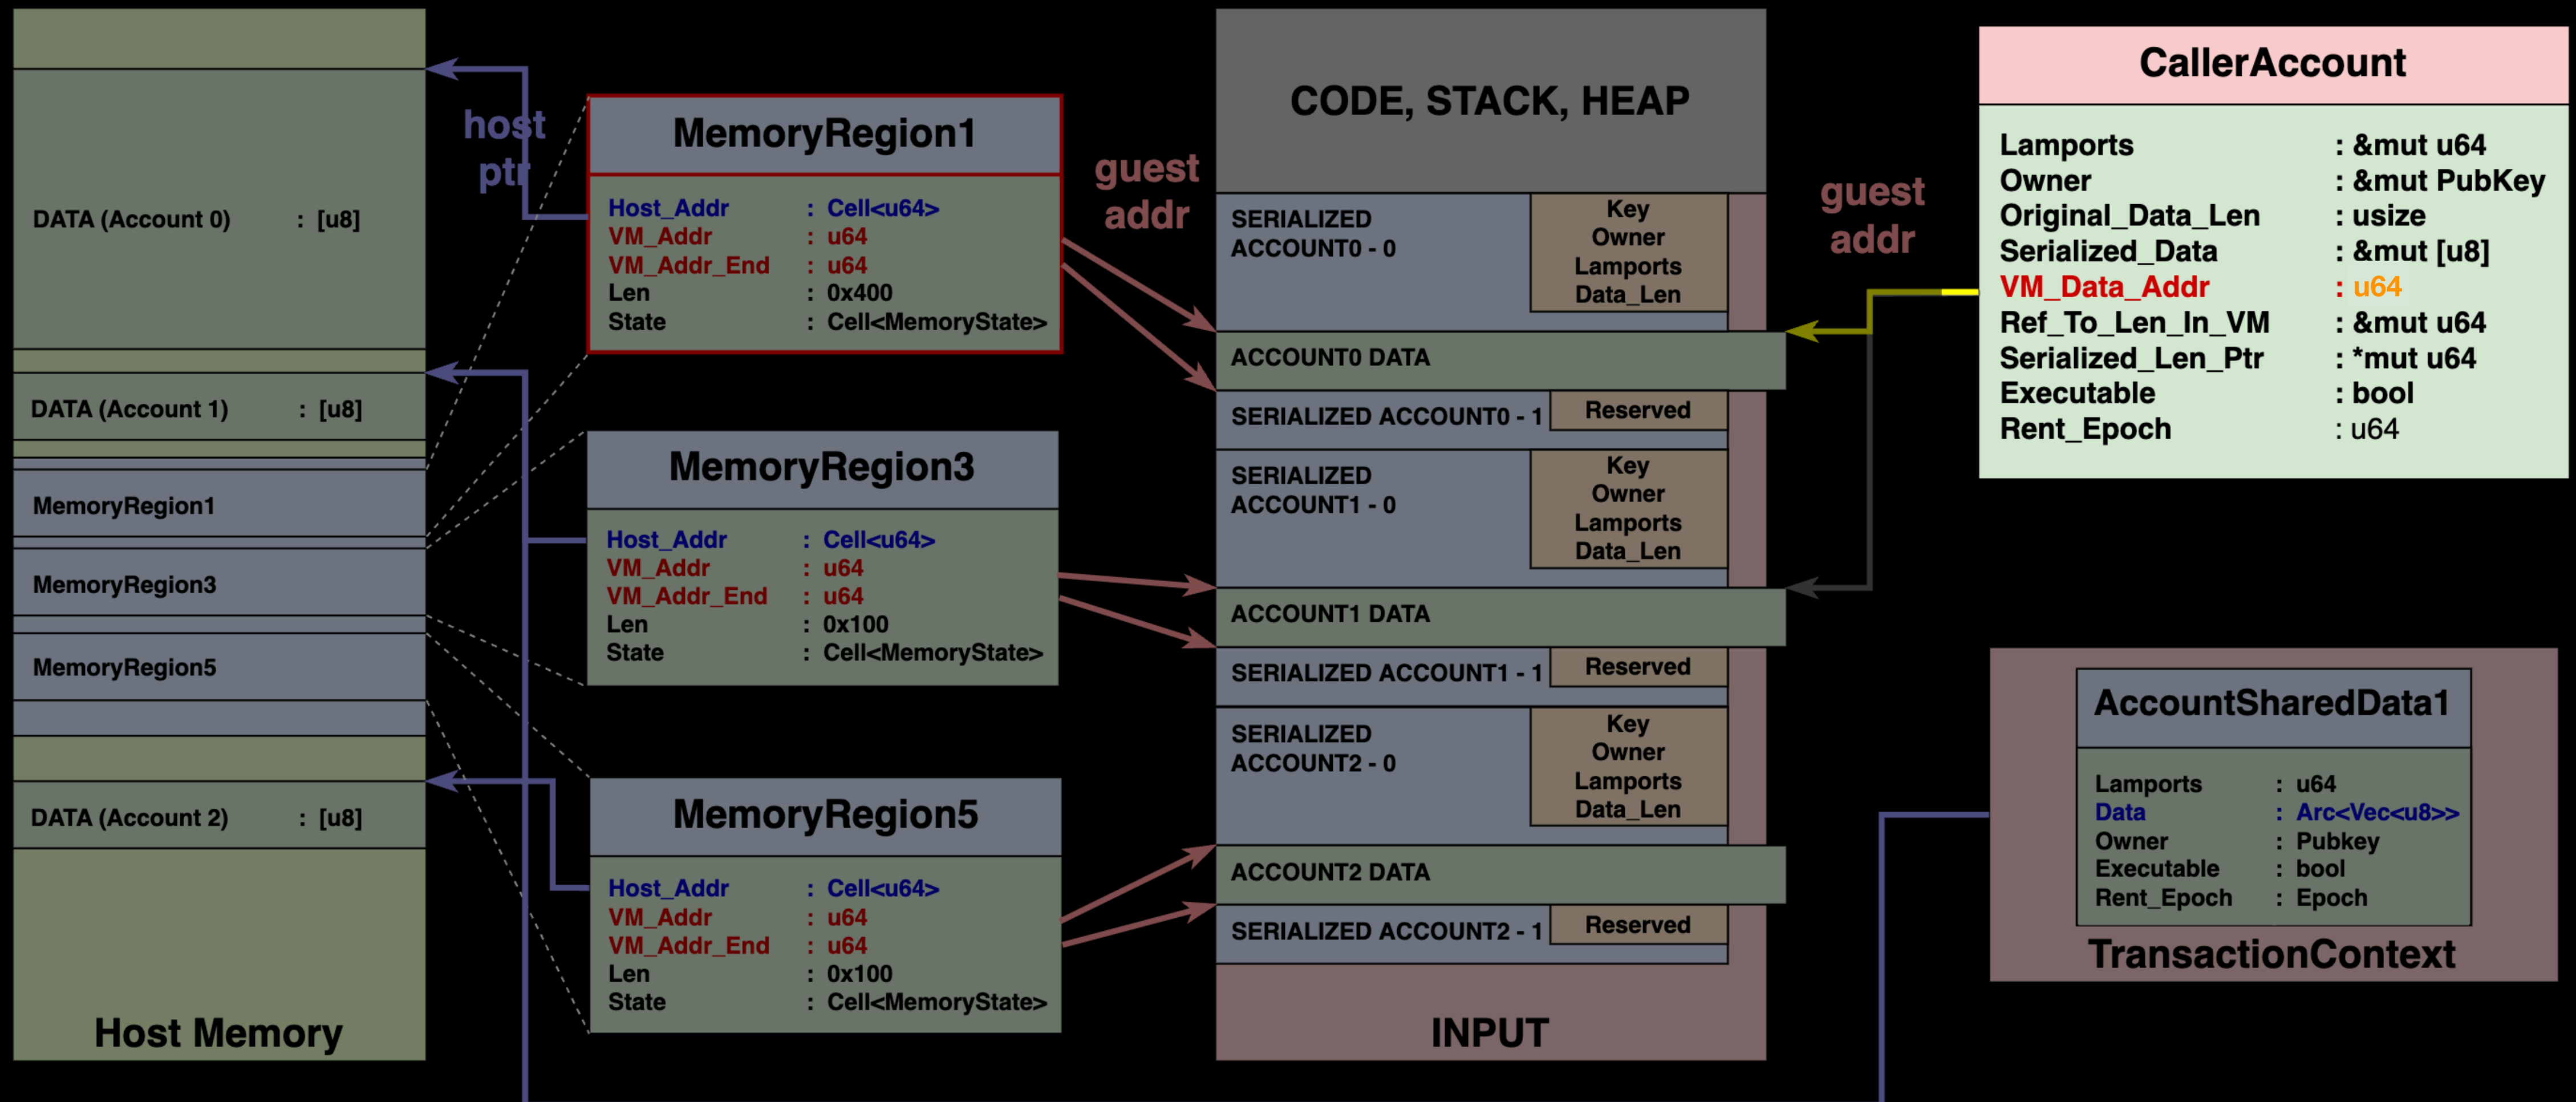 DATA (Account 0) : [u8]
DATA (Account 1) : [u8]
MemoryRegion1
MemoryRegion3
MemoryRegion5
DATA (Account 2) : [u8]
Host Memory
host
ptr
MemoryRegion1
Host_Addr : Cell<u64>
VM_Addr : u64
VM_Addr_End : u64
Len : 0x400
State : Cell<MemoryState>
MemoryRegion3
Host_Addr : Cell<u64>
VM_Addr : u64
VM_Addr_End : u64
Len : 0x100
State : Cell<MemoryState>
MemoryRegion5
Host_Addr : Cell<u64>
VM_Addr : u64
VM_Addr_End : u64
Len : 0x100
State : Cell<MemoryState>
guest
addr
CODE, STACK, HEAP
SERIALIZED
ACCOUNT0 - 0
Key
Owner
Lamports
Data_Len
ACCOUNT0 DATA
SERIALIZED ACCOUNT0 - 1
Reserved
SERIALIZED
ACCOUNT1 - 0
Key
Owner
Lamports
Data_Len
ACCOUNT1 DATA
SERIALIZED ACCOUNT1 - 1
Reserved
SERIALIZED
ACCOUNT2 - 0
Key
Owner
Lamports
Data_Len
ACCOUNT2 DATA
SERIALIZED ACCOUNT2 - 1
Reserved
INPUT
guest
addr
CallerAccount
Lamports : &mut u64
Owner : &mut PubKey
Original_Data_Len : usize
Serialized_Data : &mut [u8]
VM_Data_Addr : u64
Ref_To_Len_In_VM : &mut u64
Serialized_Len_Ptr : *mut u64
Executable : bool
Rent_Epoch : u64
AccountSharedData1
Lamports : u64
Data : Arc<Vec<u8>>
Owner : Pubkey
Executable : bool
Rent_Epoch : Epoch
TransactionContext